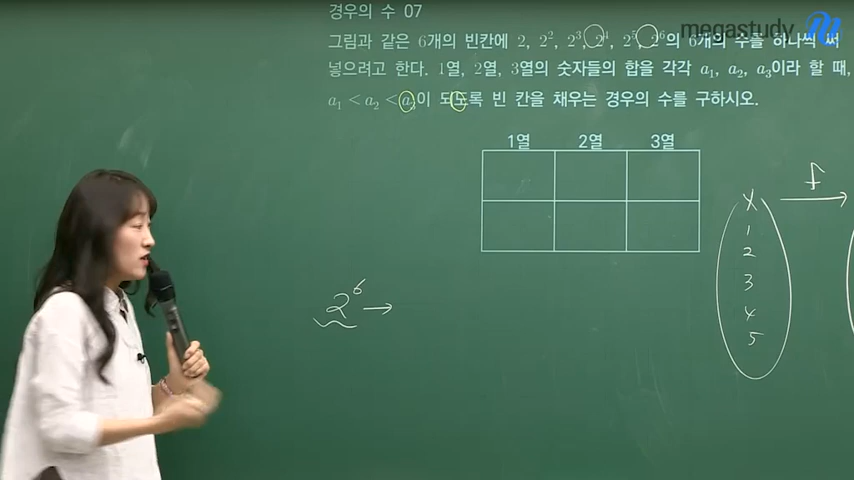 경우의 수 07
megastudy
그림과 같은 6개의 빈칸에 2, 2², 2³, 2⁴, 2⁵, 2⁶의 6개의 수를 하나씩 써
넣으려고 한다. 1열, 2열, 3열의 숫자들의 합을 각각 a₁, a₂, a₃이라 할 때,
a₁ < a₂ < a₃이 되도록 빈 칸을 채우는 경우의 수를 구하시오.
1열 2열 3열
f
X
1
2
3
4
5
2⁶ →